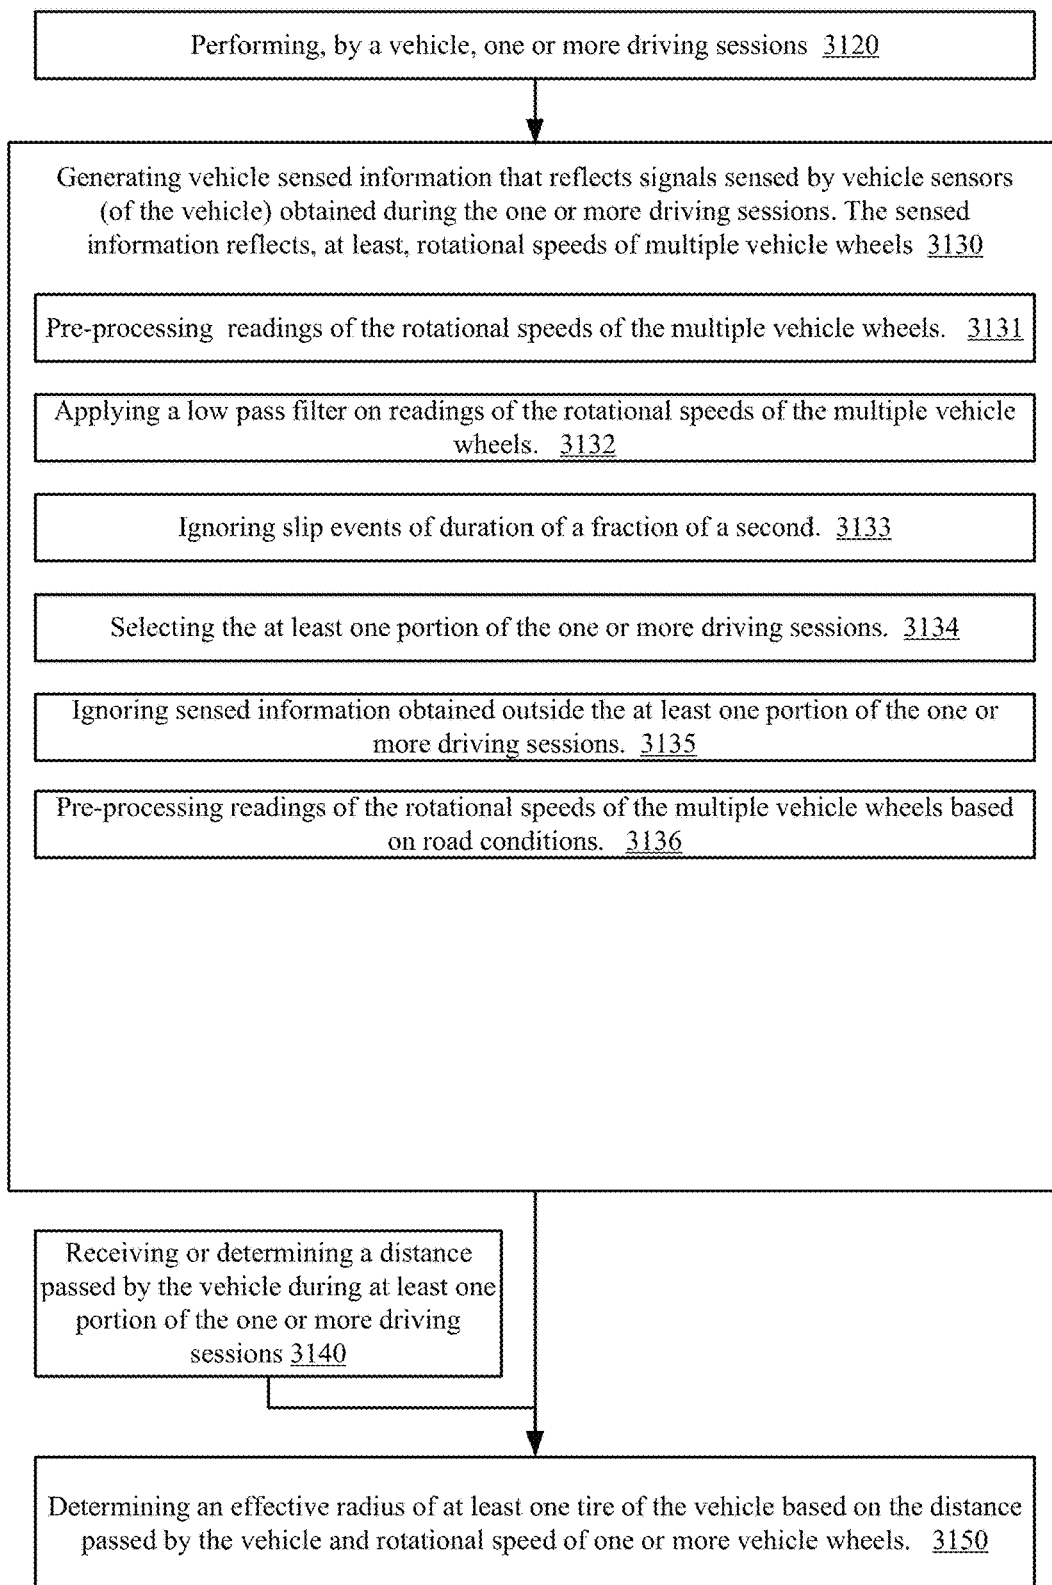 Performing, by a vehicle, one or more driving sessions 3120
Generating vehicle sensed information that reflects signals sensed by vehicle sensors
(of the vehicle) obtained during the one or more driving sessions. The sensed
information reflects, at least, rotational speeds of multiple vehicle wheels 3130
Pre-processing readings of the rotational speeds of the multiple vehicle wheels. 3131
Applying a low pass filter on readings of the rotational speeds of the multiple vehicle
wheels. 3132
Ignoring slip events of duration of a fraction of a second. 3133
Selecting the at least one portion of the one or more driving sessions. 3134
Ignoring sensed information obtained outside the at least one portion of the one or
more driving sessions. 3135
Pre-processing readings of the rotational speeds of the multiple vehicle wheels based
on road conditions. 3136
Receiving or determining a distance
passed by the vehicle during at least one
portion of the one or more driving
sessions 3140
Determining an effective radius of at least one tire of the vehicle based on the distance
passed by the vehicle and rotational speed of one or more vehicle wheels. 3150